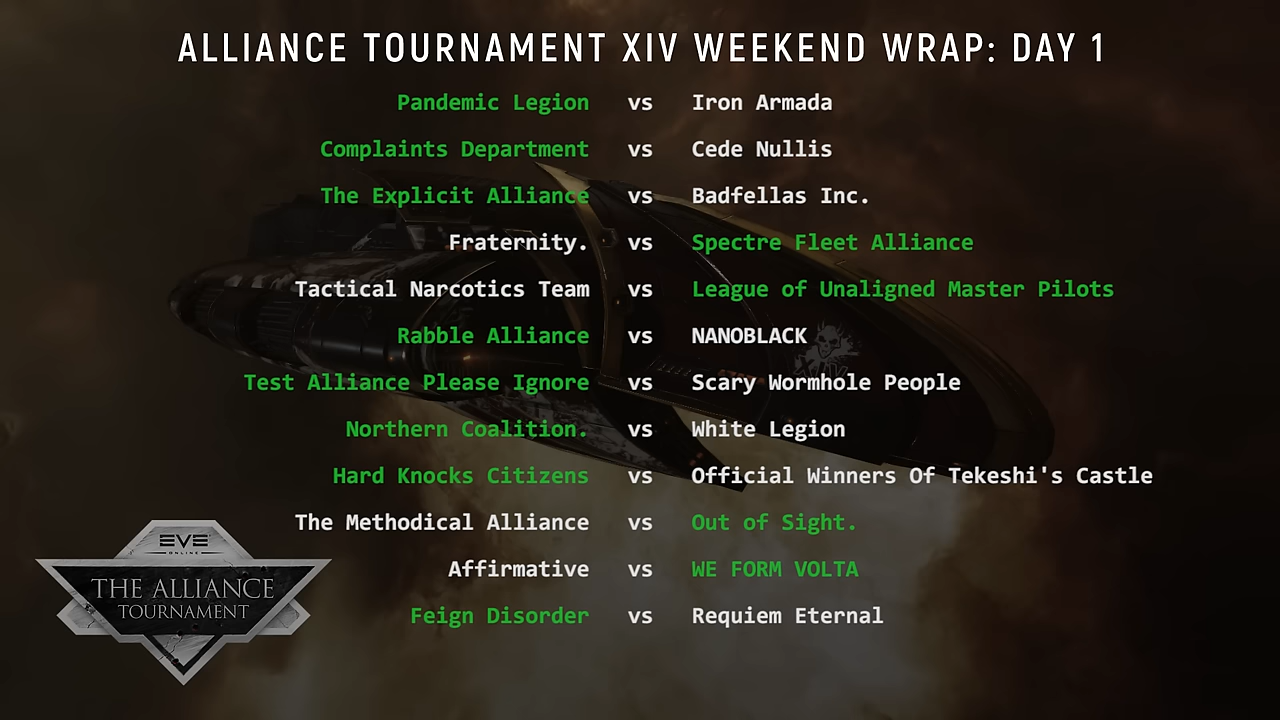 ALLIANCE TOURNAMENT XIV WEEKEND WRAP: DAY 1
Pandemic Legion vs Iron Armada
Complaints Department vs Cede Nullis
The Explicit Alliance vs Badfellas Inc.
Fraternity. vs Spectre Fleet Alliance
Tactical Narcotics Team vs League of Unaligned Master Pilots
Rabble Alliance vs NANOBLACK
Test Alliance Please Ignore vs Scary Wormhole People
Northern Coalition. vs White Legion
Hard Knocks Citizens vs Official Winners Of Tekeshi's Castle
The Methodical Alliance vs Out of Sight.
Affirmative vs WE FORM VOLTA
Feign Disorder vs Requiem Eternal
EVE
ONLINE
THE ALLIANCE
TOURNAMENT